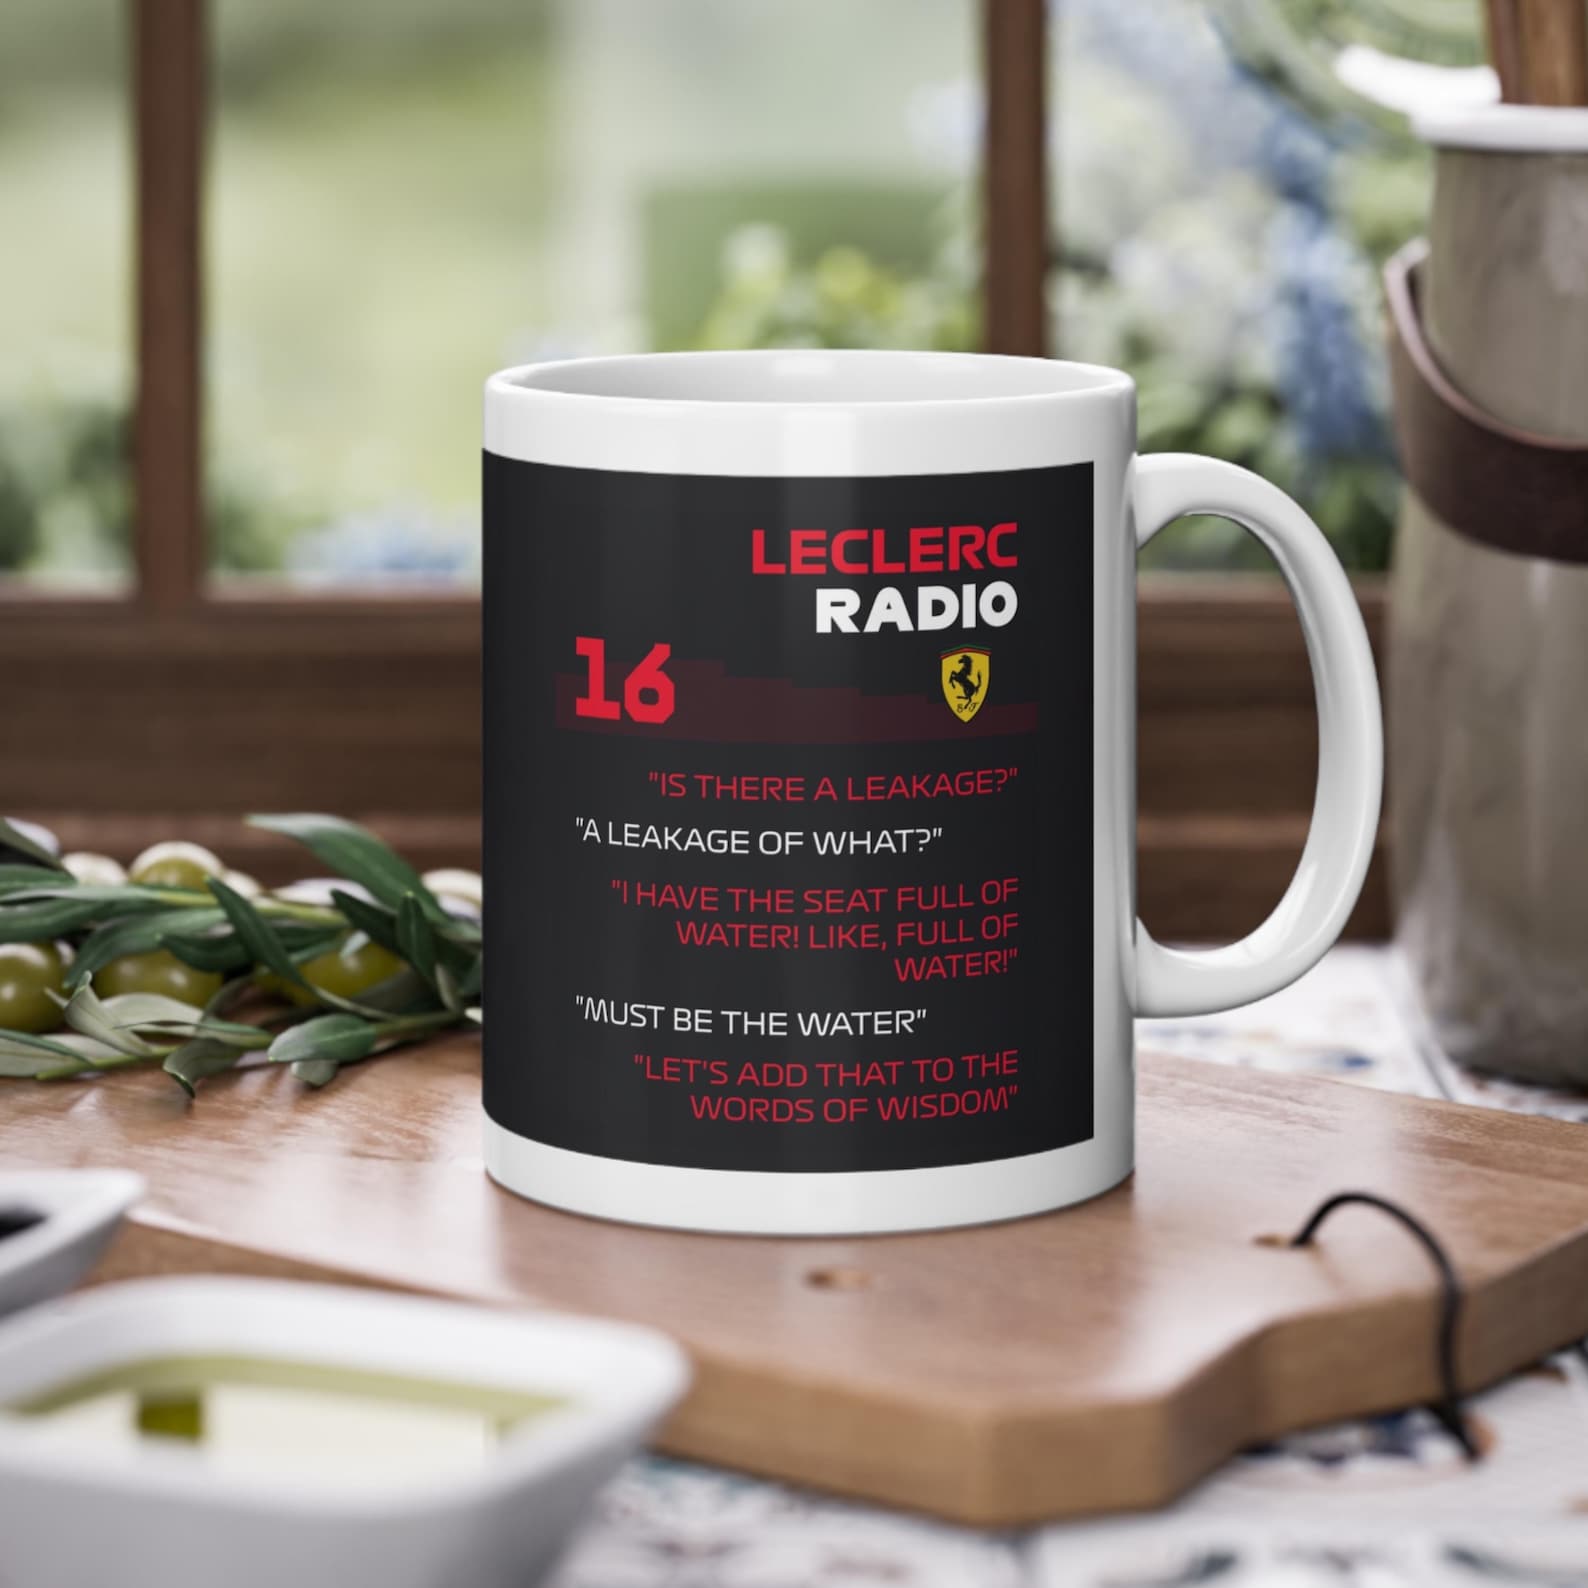 LECLERC
RADIO
16
S F
"IS THERE A LEAKAGE?"
"A LEAKAGE OF WHAT?"
"I HAVE THE SEAT FULL OF
WATER! LIKE, FULL OF
WATER!"
"MUST BE THE WATER"
"LET'S ADD THAT TO THE
WORDS OF WISDOM"